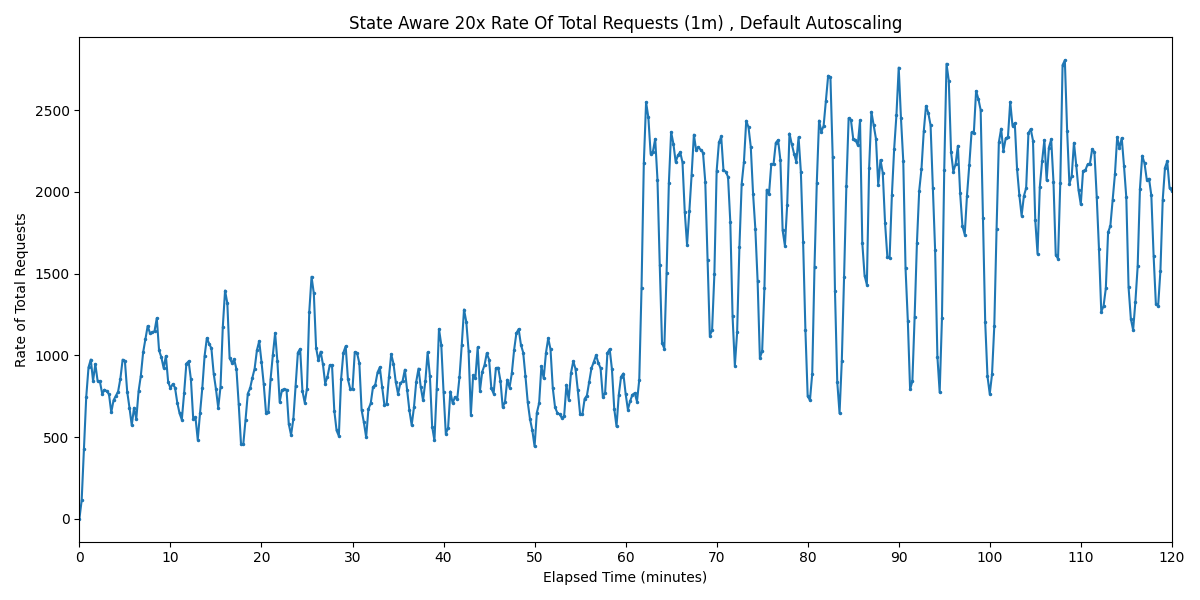 State Aware 20x Rate Of Total Requests (1m) , Default Autoscaling
Rate of Total Requests
2500
2000
1500
1000
500
0
0 10 20 30 40 50 60 70 80 90 100 110 120
Elapsed Time (minutes)